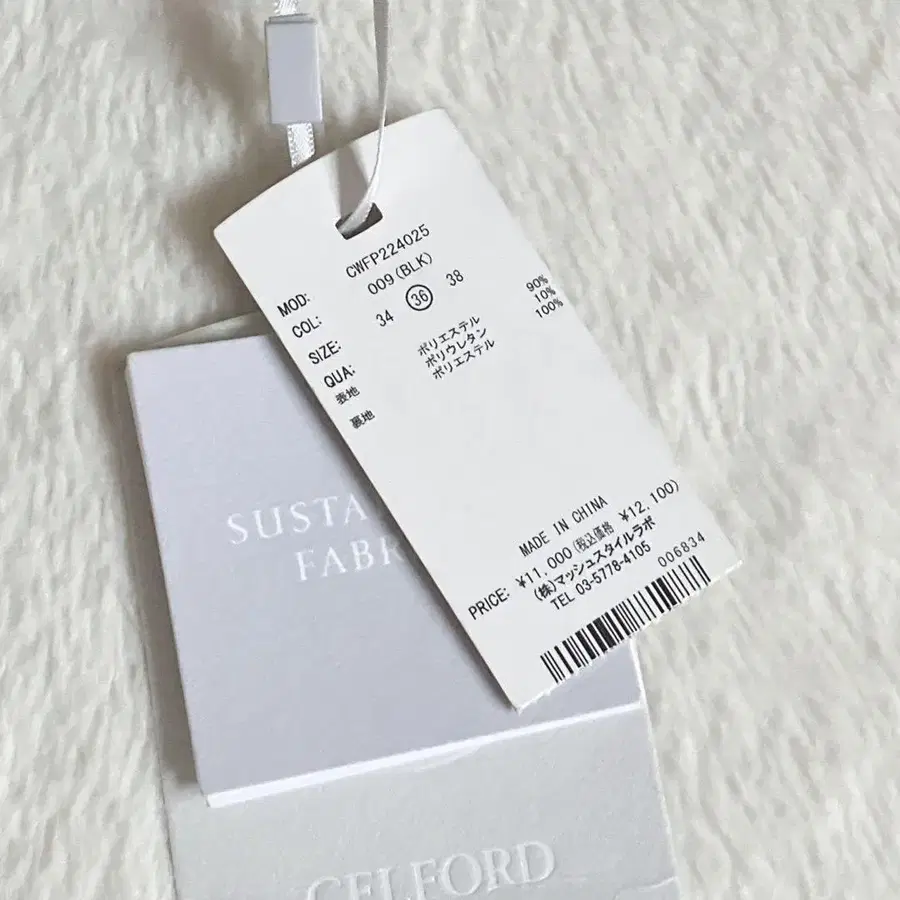 MOD: CWFP224025
COL: 009(BLK)
SIZE: 34 36 38
QUA:
表地 ポリエステル 90%
ポリウレタン 10%
裏地 ポリエステル 100%
MADE IN CHINA
PRICE: ¥11,000(税込価格 ¥12,100)
(株)マッシュスタイルラボ
TEL 03-5778-4105
006834
CELFORD